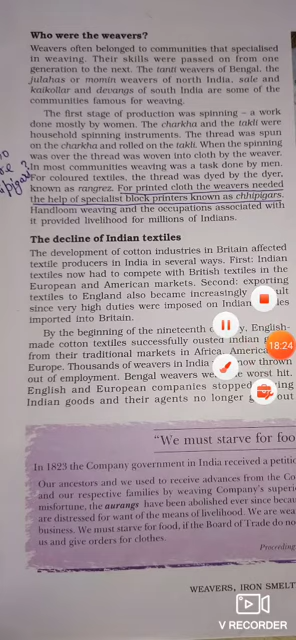 Who were the weavers?
Weavers often belonged to communities that specialised
in weaving. Their skills were passed on from one
generation to the next. The tanti weavers of Bengal, the
julahas or momin weavers of north India, sale and
kaikollar and devangs of south India are some of the
communities famous for weaving.
The first stage of production was spinning – a work
done mostly by women. The charkha and the takli were
household spinning instruments. The thread was spun
on the charkha and rolled on the takli. When the spinning
was over the thread was woven into cloth by the weaver.
In most communities weaving was a task done by men.
For coloured textiles, the thread was dyed by the dyer,
known as rangrez. For printed cloth the weavers needed
the help of specialist block printers known as chhipigars.
Handloom weaving and the occupations associated with
it provided livelihood for millions of Indians.
The decline of Indian textiles
The development of cotton industries in Britain affected
textile producers in India in several ways. First: Indian
textiles now had to compete with British textiles in the
European and American markets. Second: exporting
textiles to England also became increasingly ult
since very high duties were imposed on Indian les
imported into Britain.
By the beginning of the nineteenth y, English-
made cotton textiles successfully ousted Indian
from their traditional markets in Africa, America
Europe. Thousands of weavers in India now thrown
out of employment. Bengal weavers we worst hit.
English and European companies stopped ing
Indian goods and their agents no longer out
18:24
"We must starve for foo
In 1823 the Company government in India received a petitio
Our ancestors and we used to receive advances from the Co
and our respective families by weaving Company's superi
misfortune, the aurangs have been abolished ever since becau
are distressed for want of the means of livelihood. We are wea
business. We must starve for food, if the Board of Trade do no
us and give orders for clothes.
Proceeding
WEAVERS, IRON SMELT
V RECORDER